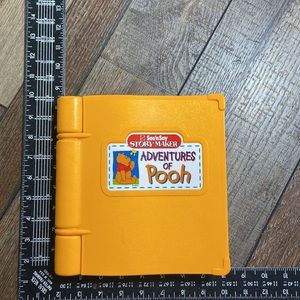 See 'n Say
STORY MAKER
ADVENTURES
OF
Pooh